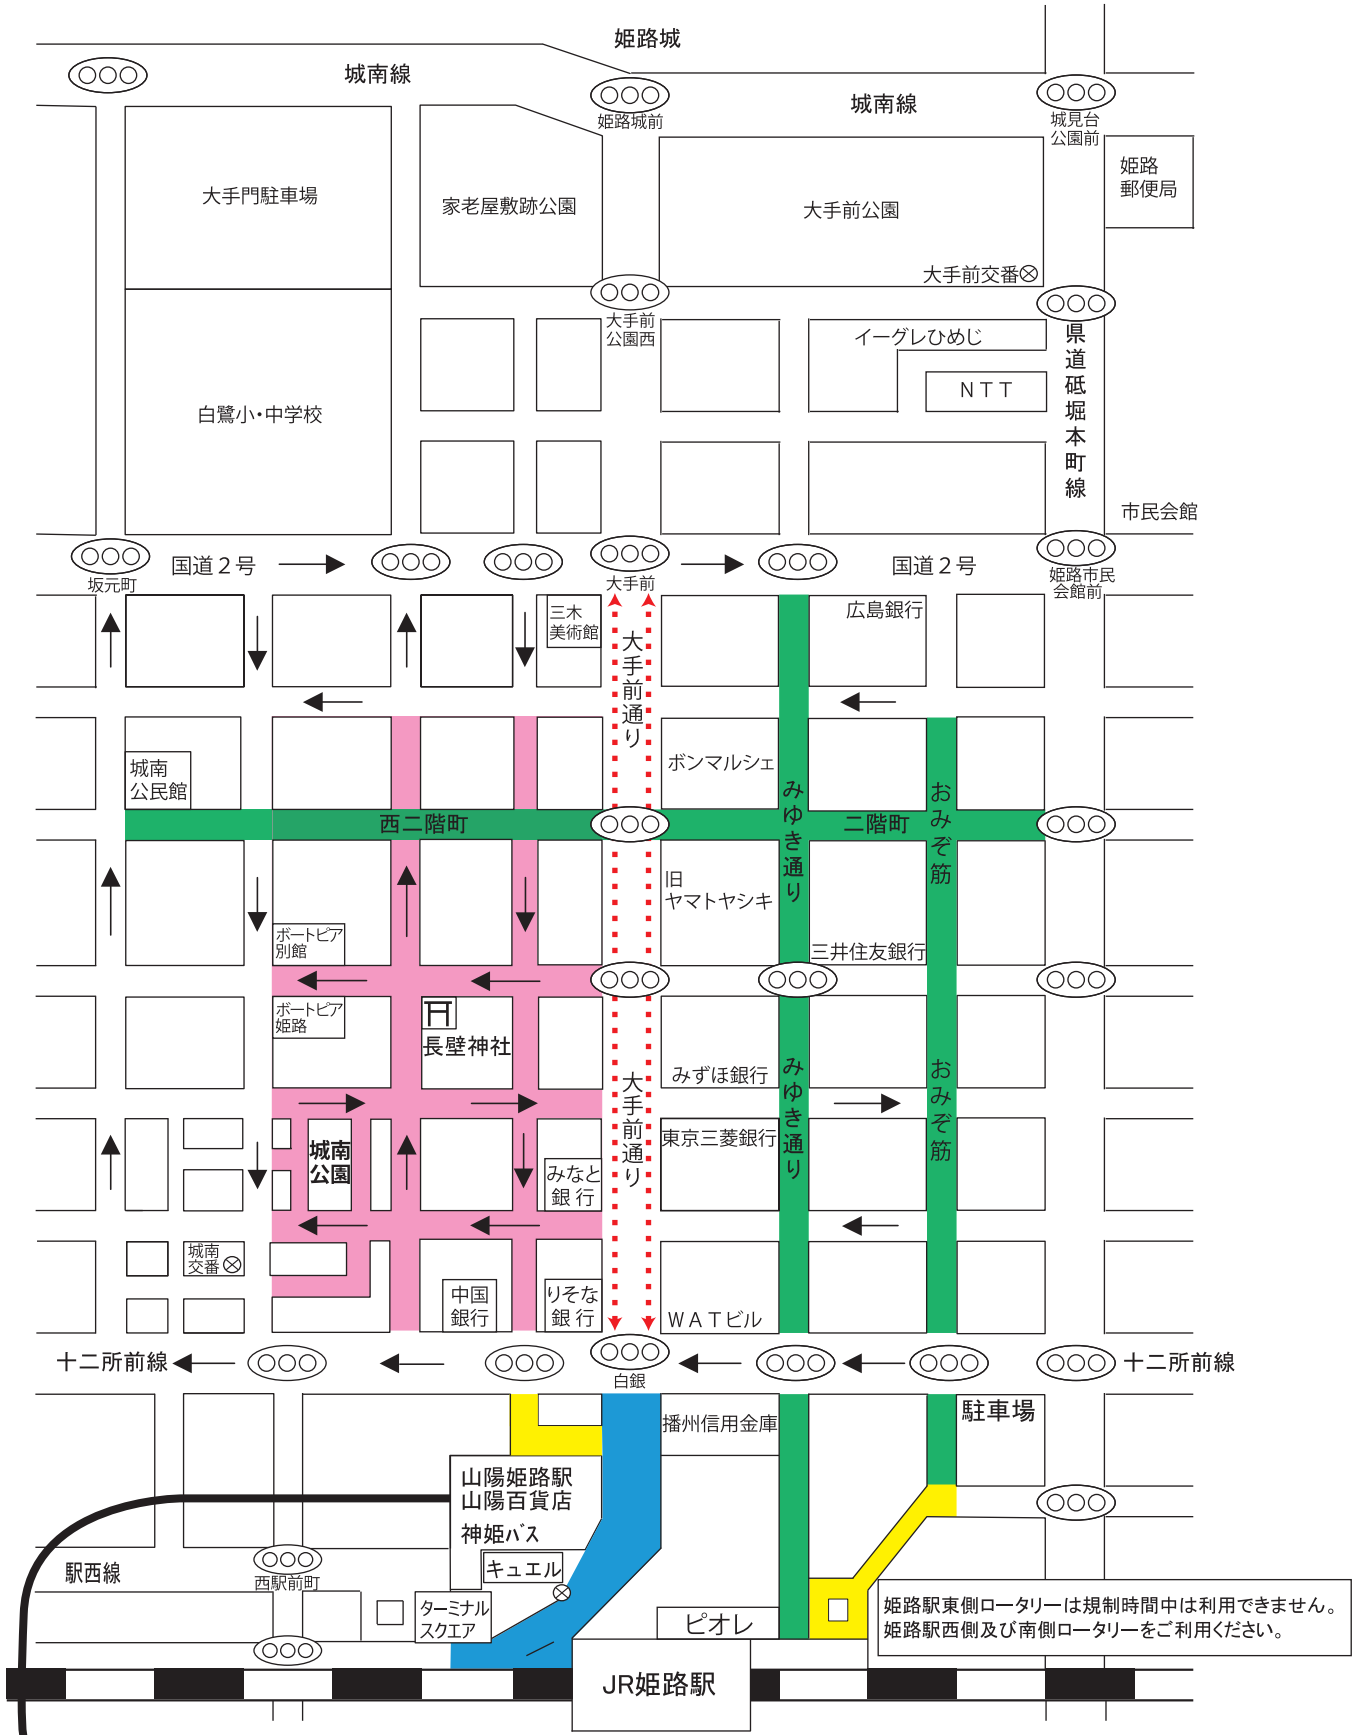 姫路城
城南線
城南線
姫路城前
城見台
公園前
大手門駐車場
家老屋敷跡公園
大手前公園
姫路
郵便局
大手前交番
大手前
公園西
イーグレひめじ
NTT
県道砥堀本町線
白鷺小・中学校
市民会館
国道2号
国道2号
坂元町
大手前
姫路市民
会館前
三木
美術館
大手前通り
広島銀行
城南
公民館
ボンマルシェ
みゆき通り
おみぞ筋
西二階町
二階町
旧
ヤマトヤシキ
ボートピア
別館
三井住友銀行
ボートピア
姫路
長壁神社
みずほ銀行
大手前通り
みゆき通り
おみぞ筋
城南
公園
東京三菱銀行
みなと
銀行
城南
交番
中国
銀行
りそな
銀行
WATビル
十二所前線
十二所前線
白銀
播州信用金庫
駐車場
山陽姫路駅
山陽百貨店
神姫バス
キュエル
駅西線
西駅前町
ターミナル
スクエア
ピオレ
姫路駅東側ロータリーは規制時間中は利用できません。
姫路駅西側及び南側ロータリーをご利用ください。
JR姫路駅